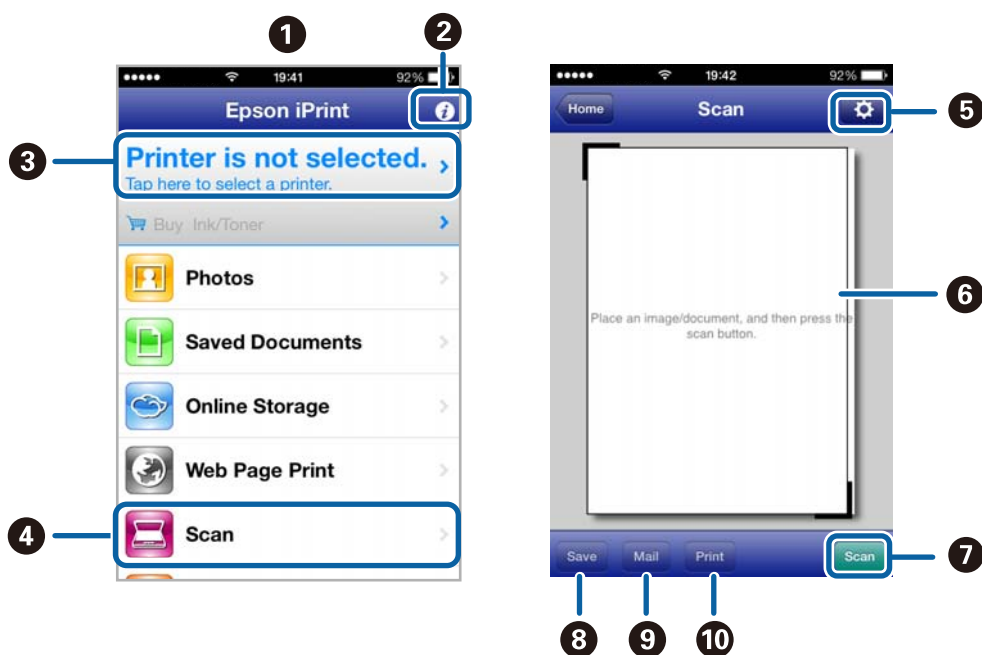 1
2
19:41
92%
Epson iPrint
i
3
Printer is not selected.
Tap here to select a printer.
Buy Ink/Toner
Photos
Saved Documents
Online Storage
Web Page Print
4
Scan
19:42
92%
Home
Scan
5
6
Place an image/document, and then press the
scan button.
Save
Mail
Print
Scan
7
8
9
10